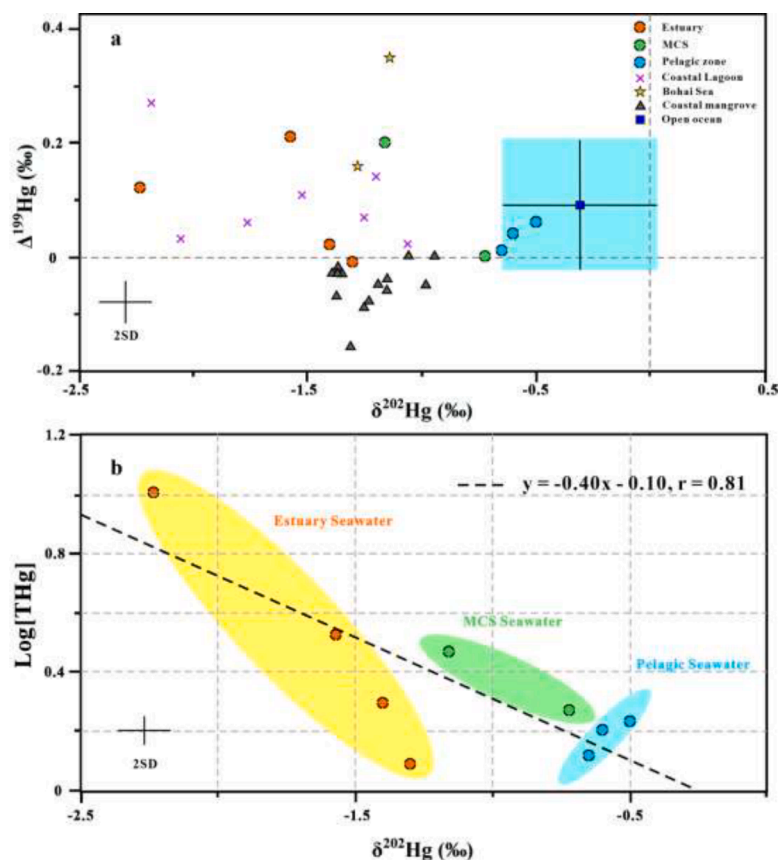 0.4
a
Estuary
MCS
Pelagic zone
Coastal Lagoon
Bohai Sea
Coastal mangrove
Open ocean
0.2
Δ¹⁹⁹Hg (‰)
0
2SD
-0.2
-2.5
-1.5
-0.5
0.5
δ²⁰²Hg (‰)
1.2
b
y = -0.40x - 0.10, r = 0.81
Estuary Seawater
0.8
Log[THg]
MCS Seawater
0.4
Pelagic Seawater
2SD
0
-2.5
-1.5
-0.5
δ²⁰²Hg (‰)